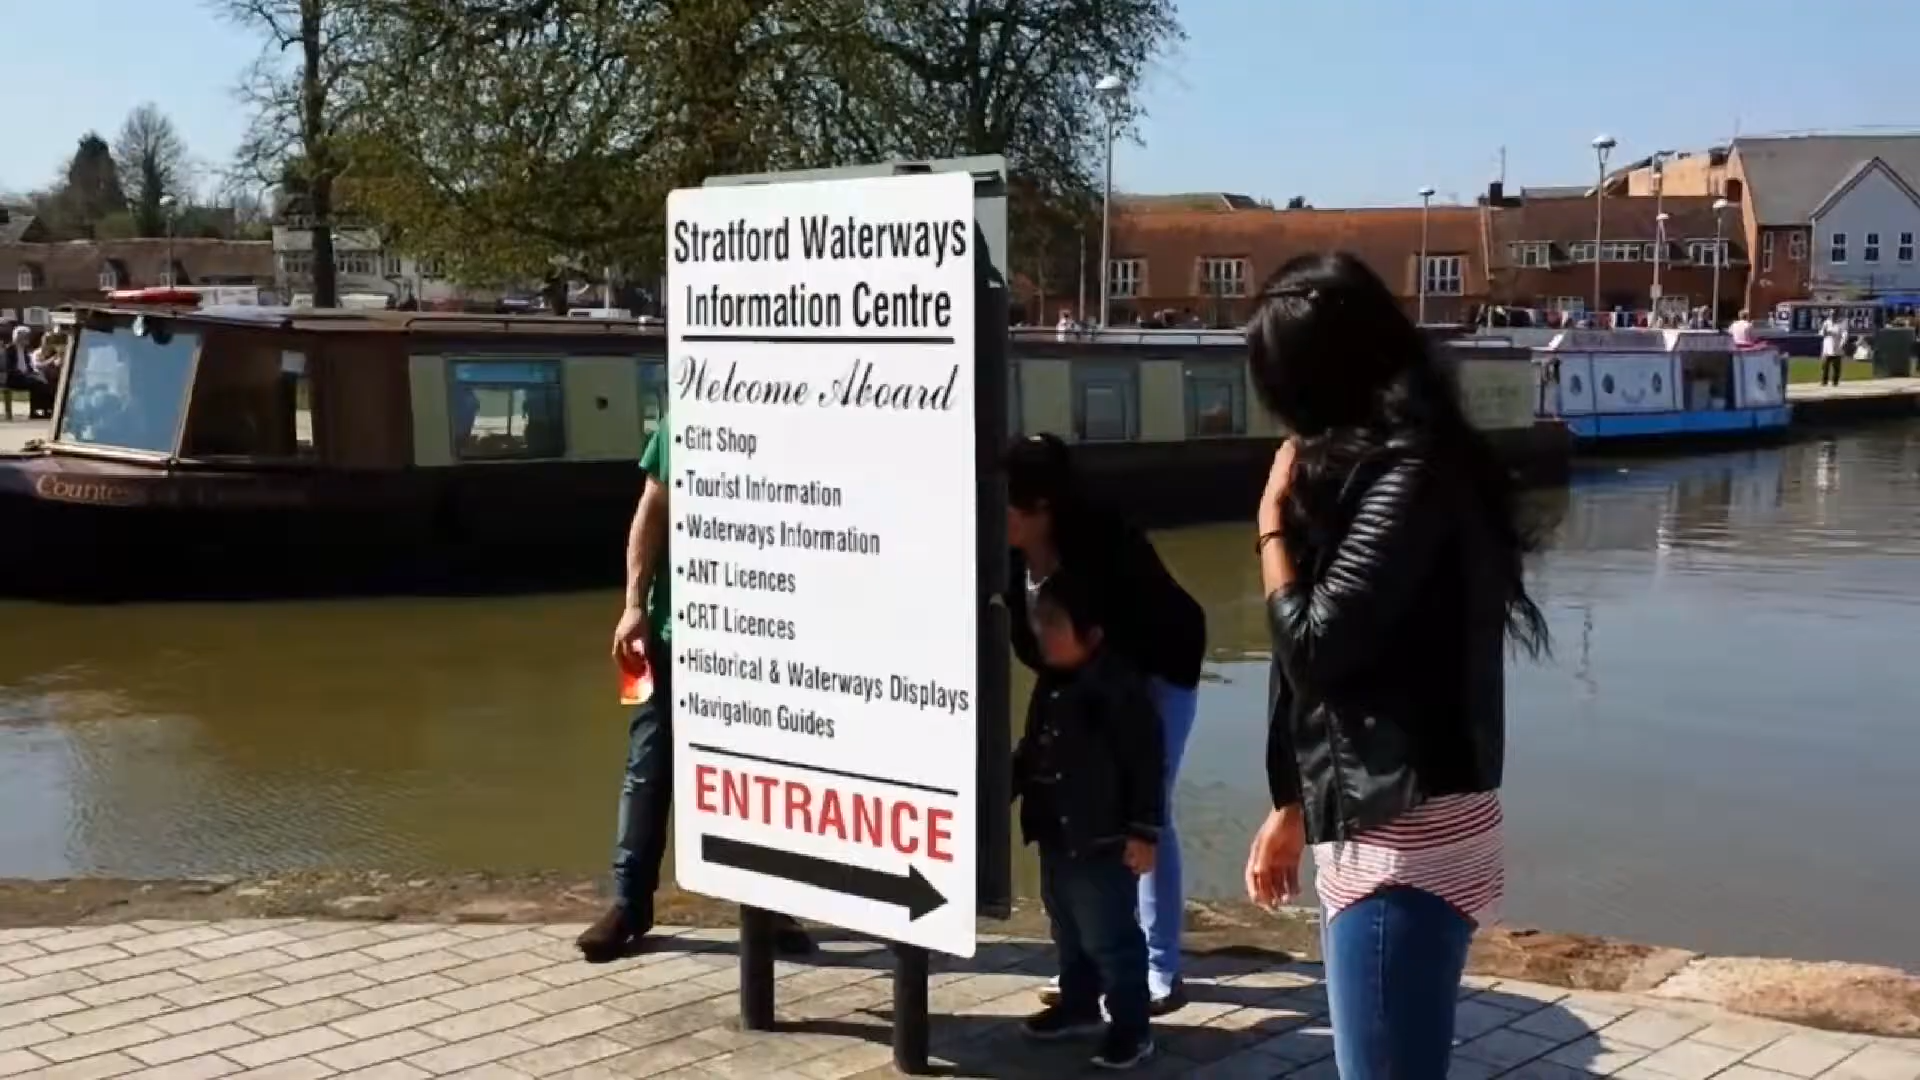 Stratford Waterways
Information Centre
Welcome Aboard
•Gift Shop
•Tourist Information
•Waterways Information
•ANT Licences
•CRT Licences
•Historical & Waterways Displays
•Navigation Guides
ENTRANCE